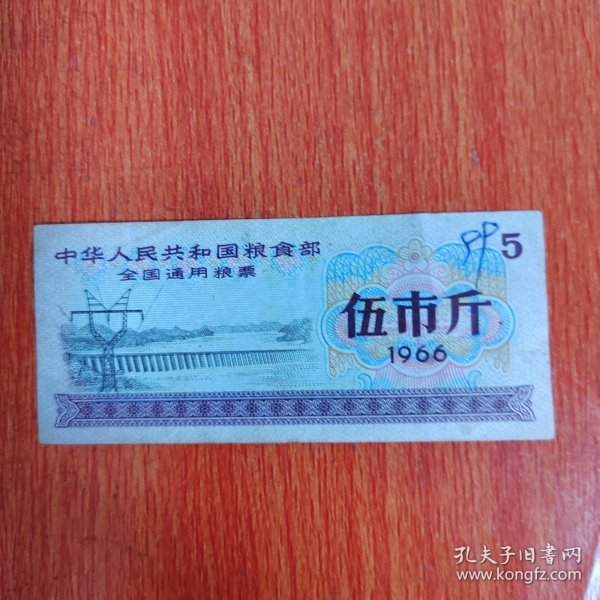 中华人民共和国粮食部
全国通用粮票
5
伍市斤
1966
孔夫子旧书网
www.kongfz.com